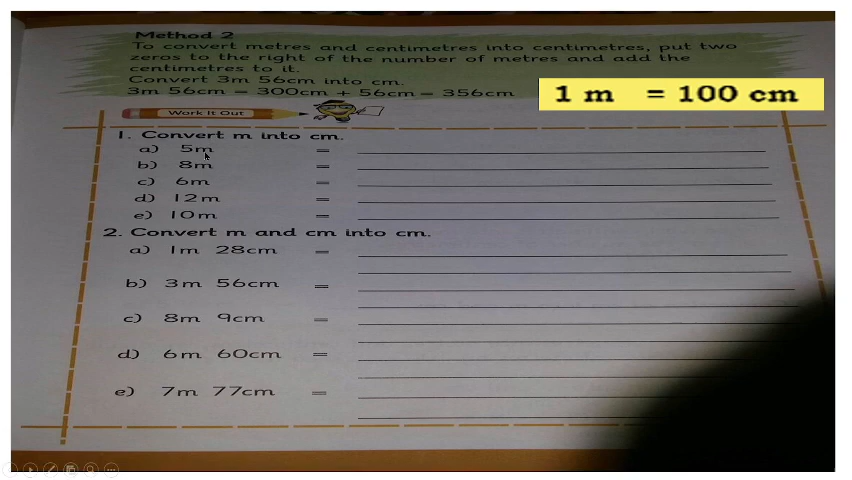 Method 2
To convert metres and centimetres into centimetres, put two
zeros to the right of the number of metres and add the
centimetres to it.
Convert 3m 56cm into cm.
3m 56cm = 300cm + 56cm = 356cm
1 m = 100 cm
Work It Out
1. Convert m into cm.
a) 5m =
b) 8m =
c) 6m =
d) 12m =
e) 10m =
2. Convert m and cm into cm.
a) 1m 28cm =
b) 3m 56cm =
c) 8m 9cm =
d) 6m 60cm =
e) 7m 77cm =